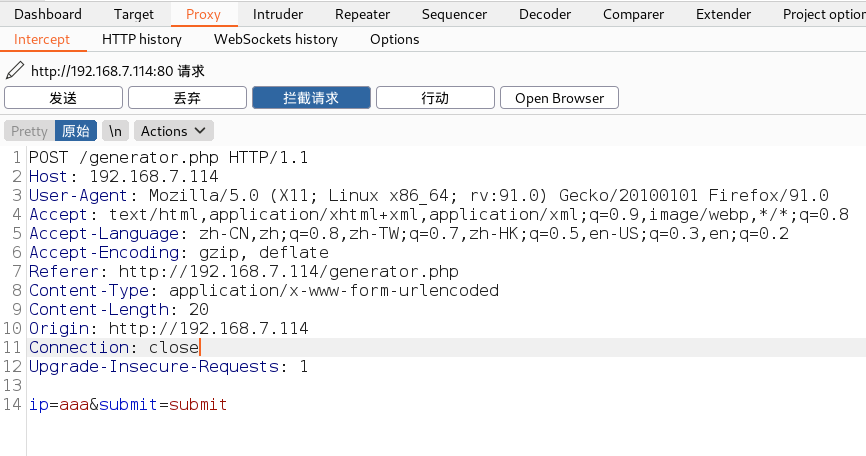 Dashboard Target Proxy Intruder Repeater Sequencer Decoder Comparer Extender Project option
Intercept HTTP history WebSockets history Options
http://192.168.7.114:80 请求
发送 丢弃 拦截请求 行动 Open Browser
Pretty 原始 \n Actions
1 POST /generator.php HTTP/1.1
2 Host: 192.168.7.114
3 User-Agent: Mozilla/5.0 (X11; Linux x86_64; rv:91.0) Gecko/20100101 Firefox/91.0
4 Accept: text/html,application/xhtml+xml,application/xml;q=0.9,image/webp,*/*;q=0.8
5 Accept-Language: zh-CN,zh;q=0.8,zh-TW;q=0.7,zh-HK;q=0.5,en-US;q=0.3,en;q=0.2
6 Accept-Encoding: gzip, deflate
7 Referer: http://192.168.7.114/generator.php
8 Content-Type: application/x-www-form-urlencoded
9 Content-Length: 20
10 Origin: http://192.168.7.114
11 Connection: close
12 Upgrade-Insecure-Requests: 1
13
14 ip=aaa&submit=submit